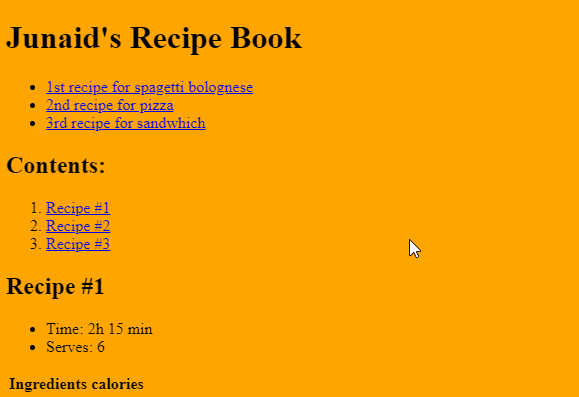 Junaid's Recipe Book
1st recipe for spagetti bolognese
2nd recipe for pizza
3rd recipe for sandwhich
Contents:
1. Recipe #1
2. Recipe #2
3. Recipe #3
Recipe #1
Time: 2h 15 min
Serves: 6
Ingredients calories